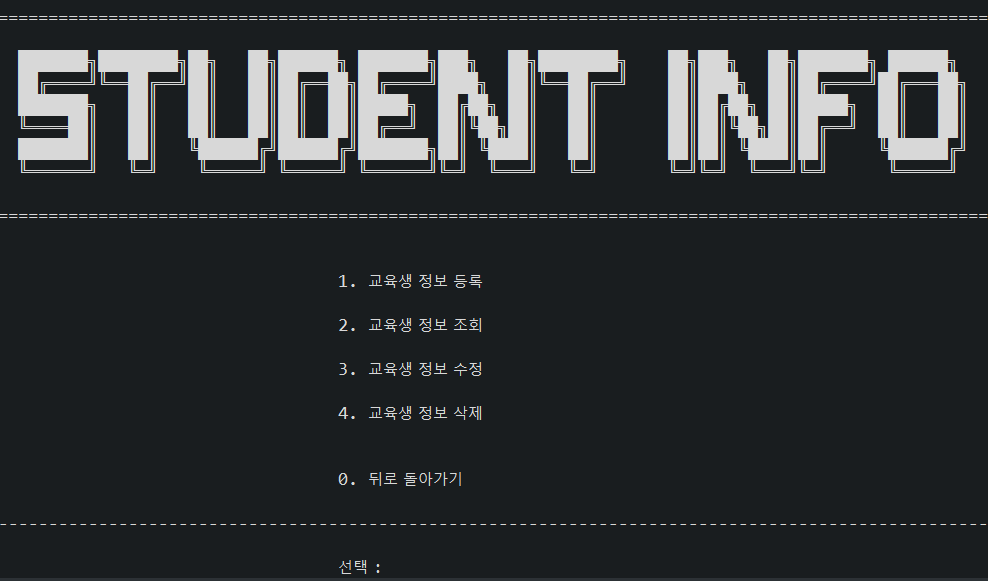 STUDENT INFO
1. 교육생 정보 등록
2. 교육생 정보 조회
3. 교육생 정보 수정
4. 교육생 정보 삭제
0. 뒤로 돌아가기
선택 :